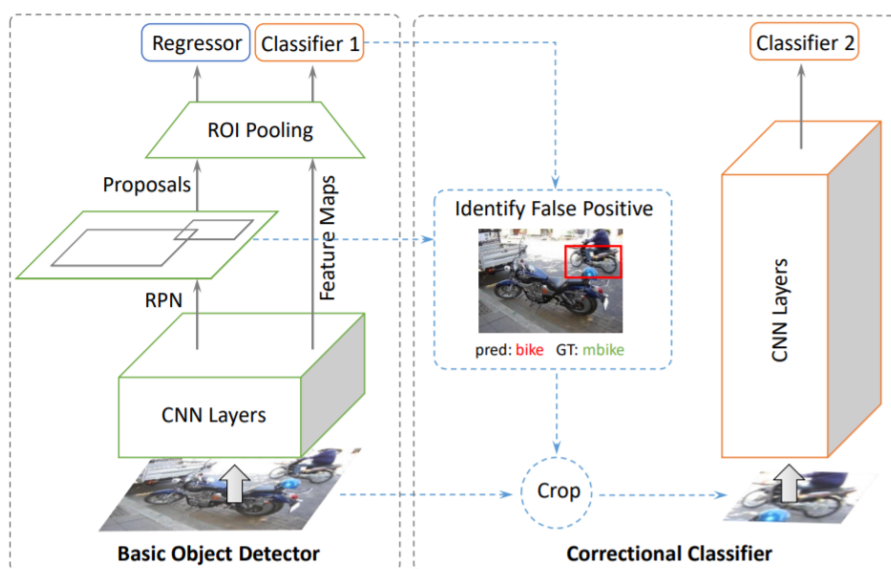 Regressor
Classifier 1
ROI Pooling
Proposals
Feature Maps
RPN
CNN Layers
Basic Object Detector
Identify False Positive
pred: bike GT: mbike
Crop
Classifier 2
CNN Layers
Correctional Classifier